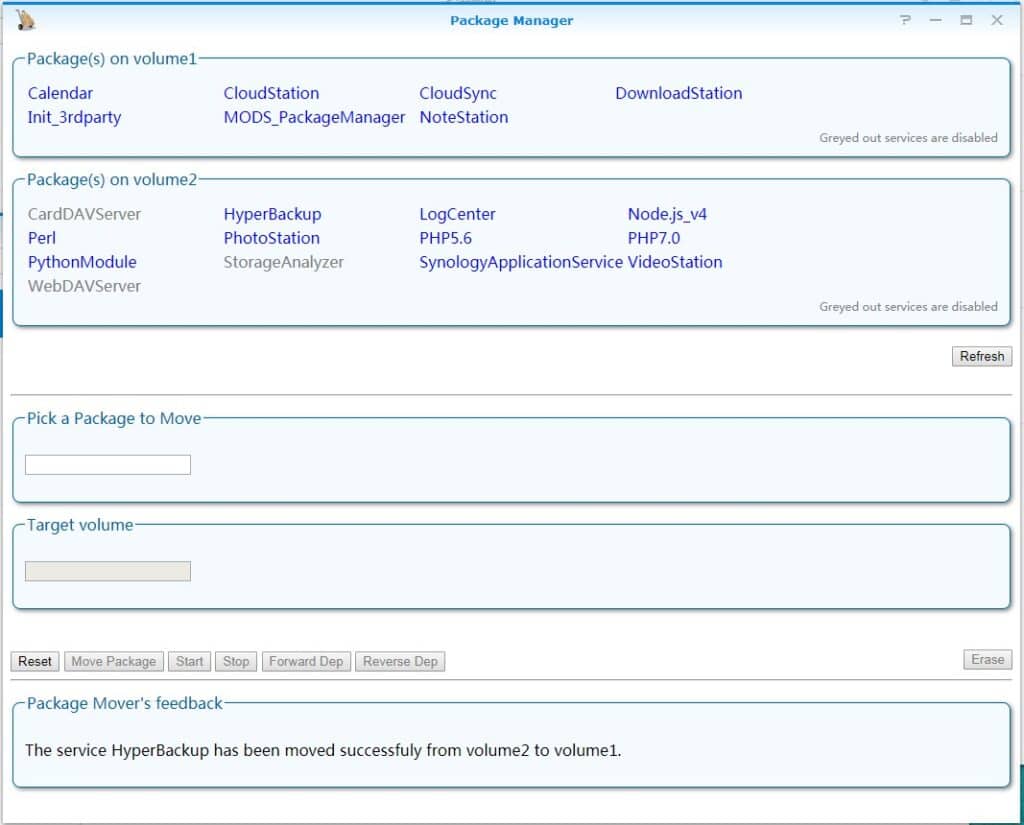 Package Manager
Package(s) on volume1
Calendar CloudStation CloudSync DownloadStation
Init_3rdparty MODS_PackageManager NoteStation
Greyed out services are disabled
Package(s) on volume2
CardDAVServer HyperBackup LogCenter Node.js_v4
Perl PhotoStation PHP5.6 PHP7.0
PythonModule StorageAnalyzer SynologyApplicationService VideoStation
WebDAVServer
Greyed out services are disabled
Refresh
Pick a Package to Move
Target volume
Reset Move Package Start Stop Forward Dep Reverse Dep Erase
Package Mover's feedback
The service HyperBackup has been moved successfuly from volume2 to volume1.